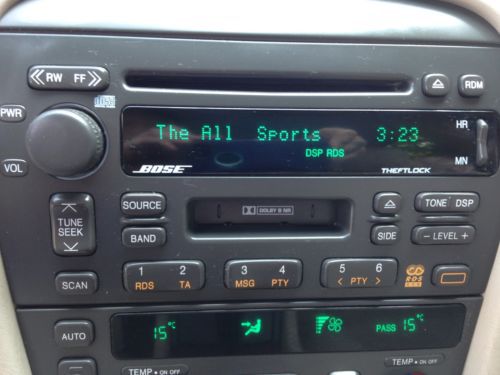 RW FF
RDM
PWR
The All Sports 3:23
HR
DSP RDS
BOSE
THEFTLOCK
MN
VOL
TUNE
SEEK
SOURCE
DOLBY B NR
TONE DSP
BAND
SIDE
- LEVEL +
SCAN
1 2
RDS TA
3 4
MSG PTY
5 6
< PTY >
RDS
AUTO
15°C
PASS 15°C
TEMP ON OFF
TEMP ON OFF